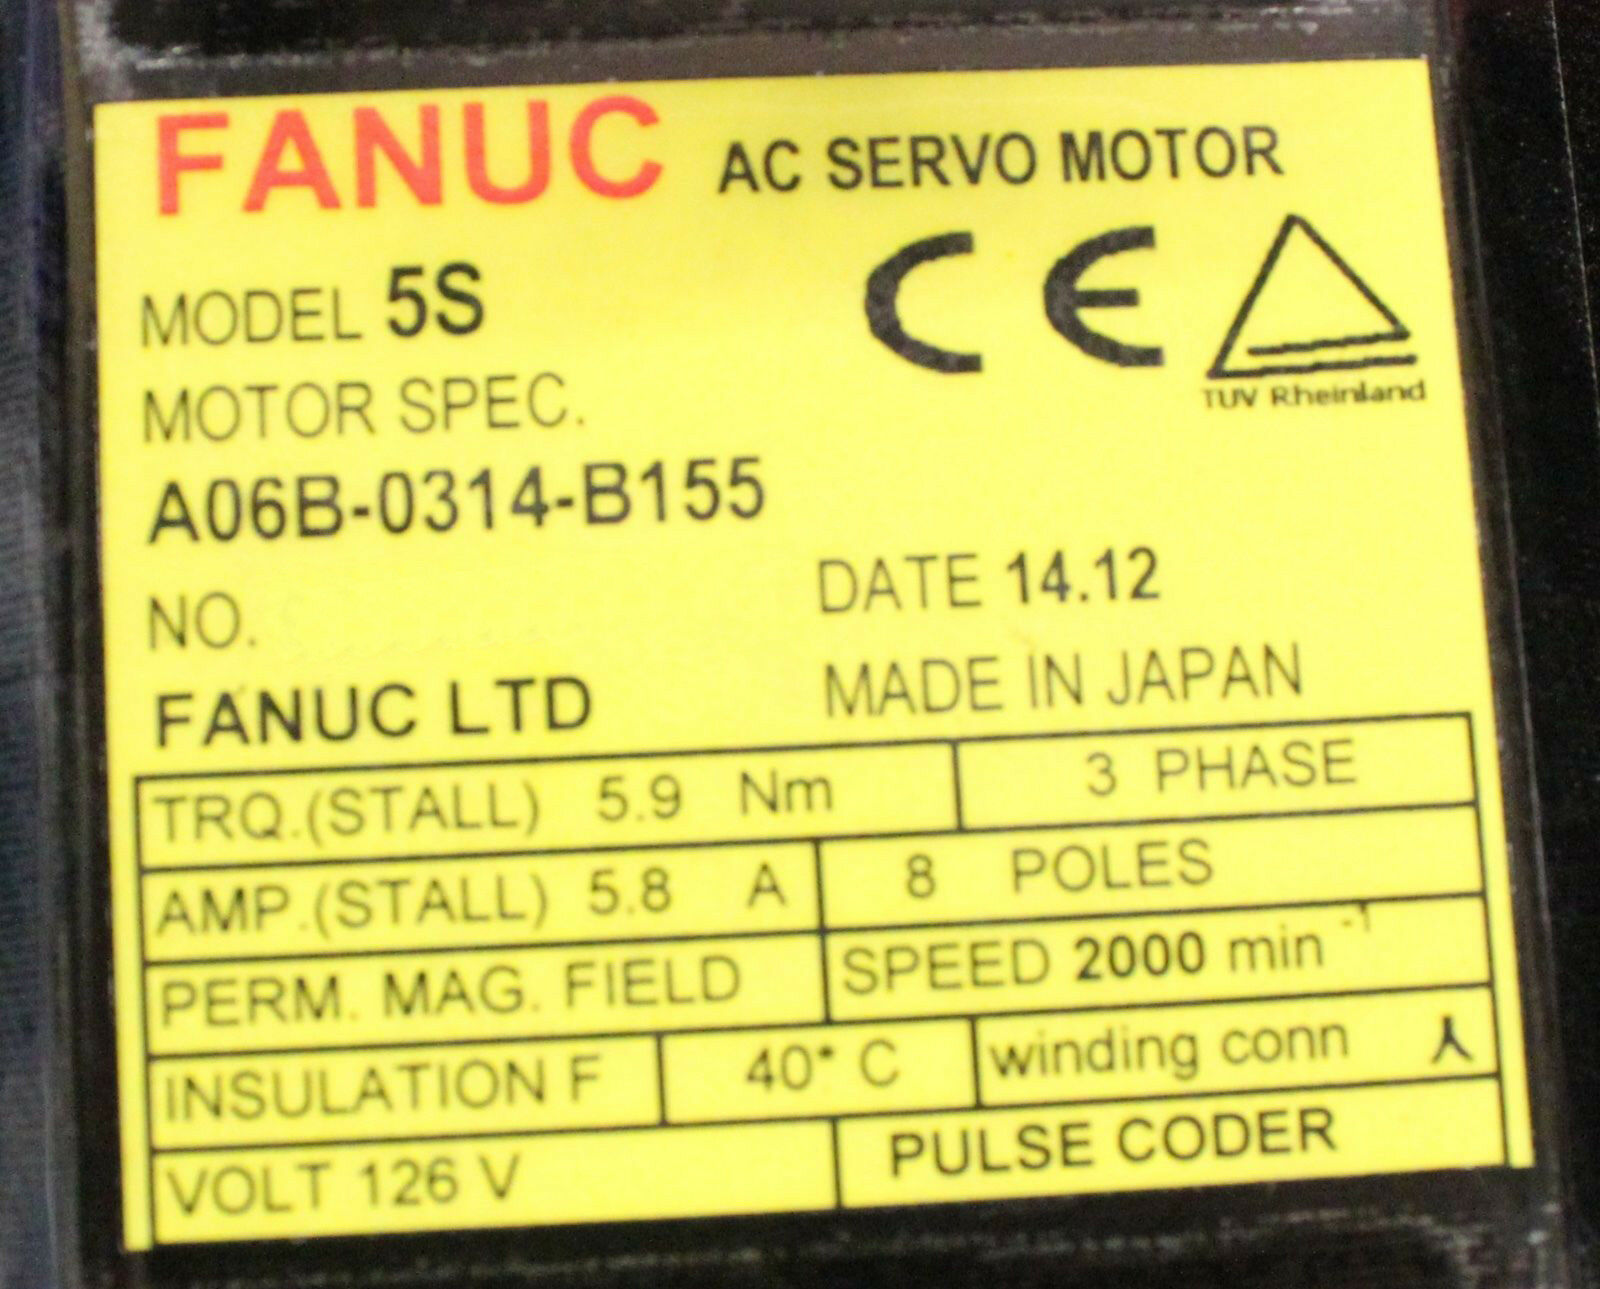 FANUC AC SERVO MOTOR
CE
MODEL 5S
TUV Rheinland
MOTOR SPEC.
A06B-0314-B155
NO. DATE 14.12
FANUC LTD MADE IN JAPAN
TRQ.(STALL) 5.9 Nm 3 PHASE
AMP.(STALL) 5.8 A 8 POLES
PERM. MAG. FIELD SPEED 2000 min⁻¹
INSULATION F 40° C winding conn
VOLT 126 V PULSE CODER